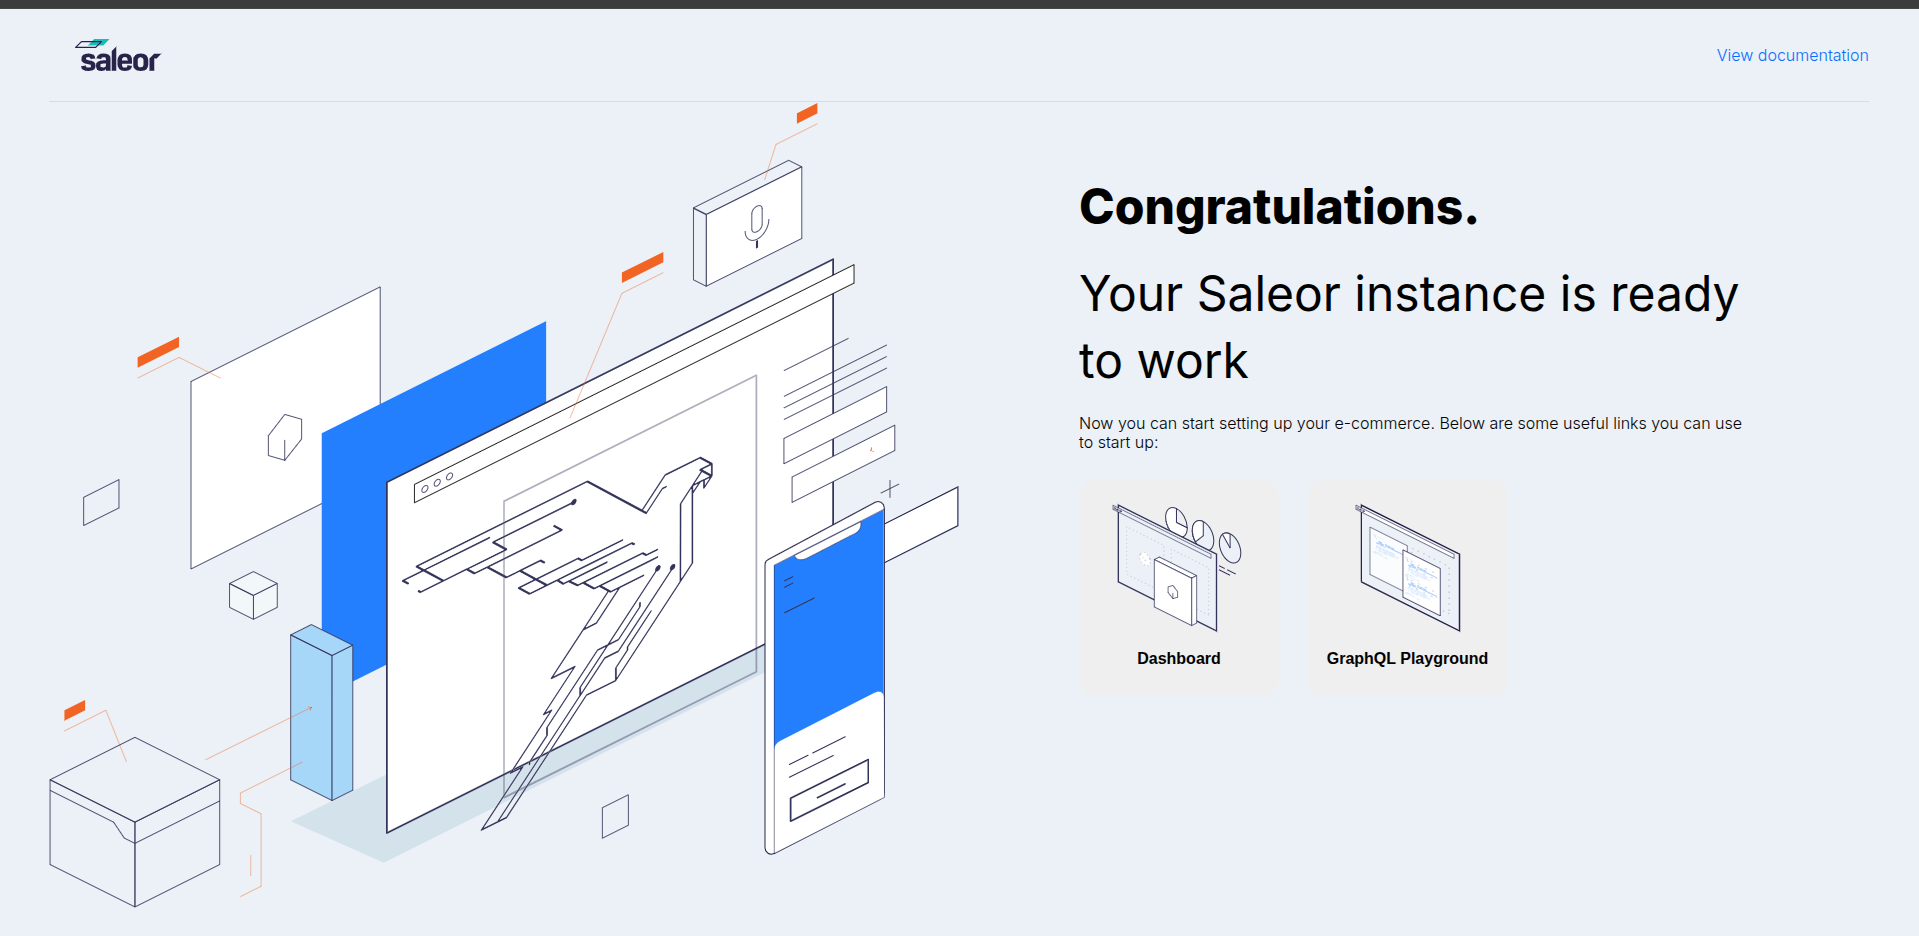 saleor
View documentation
Congratulations.
Your Saleor instance is ready
to work
Now you can start setting up your e-commerce. Below are some useful links you can use
to start up:
Dashboard
GraphQL Playground